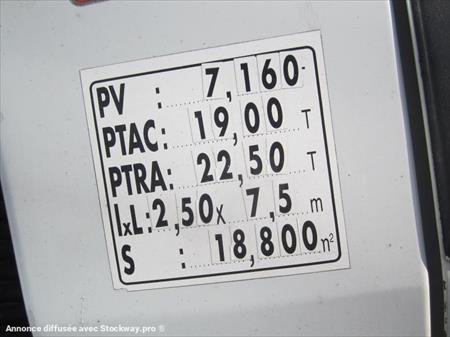 PV : 7,160
PTAC: 19,00 T
PTRA: 22,50 T
lxL: 2,50 x 7,5 m
S : 18,800 m²
Annonce diffusée avec Stockway.pro ®